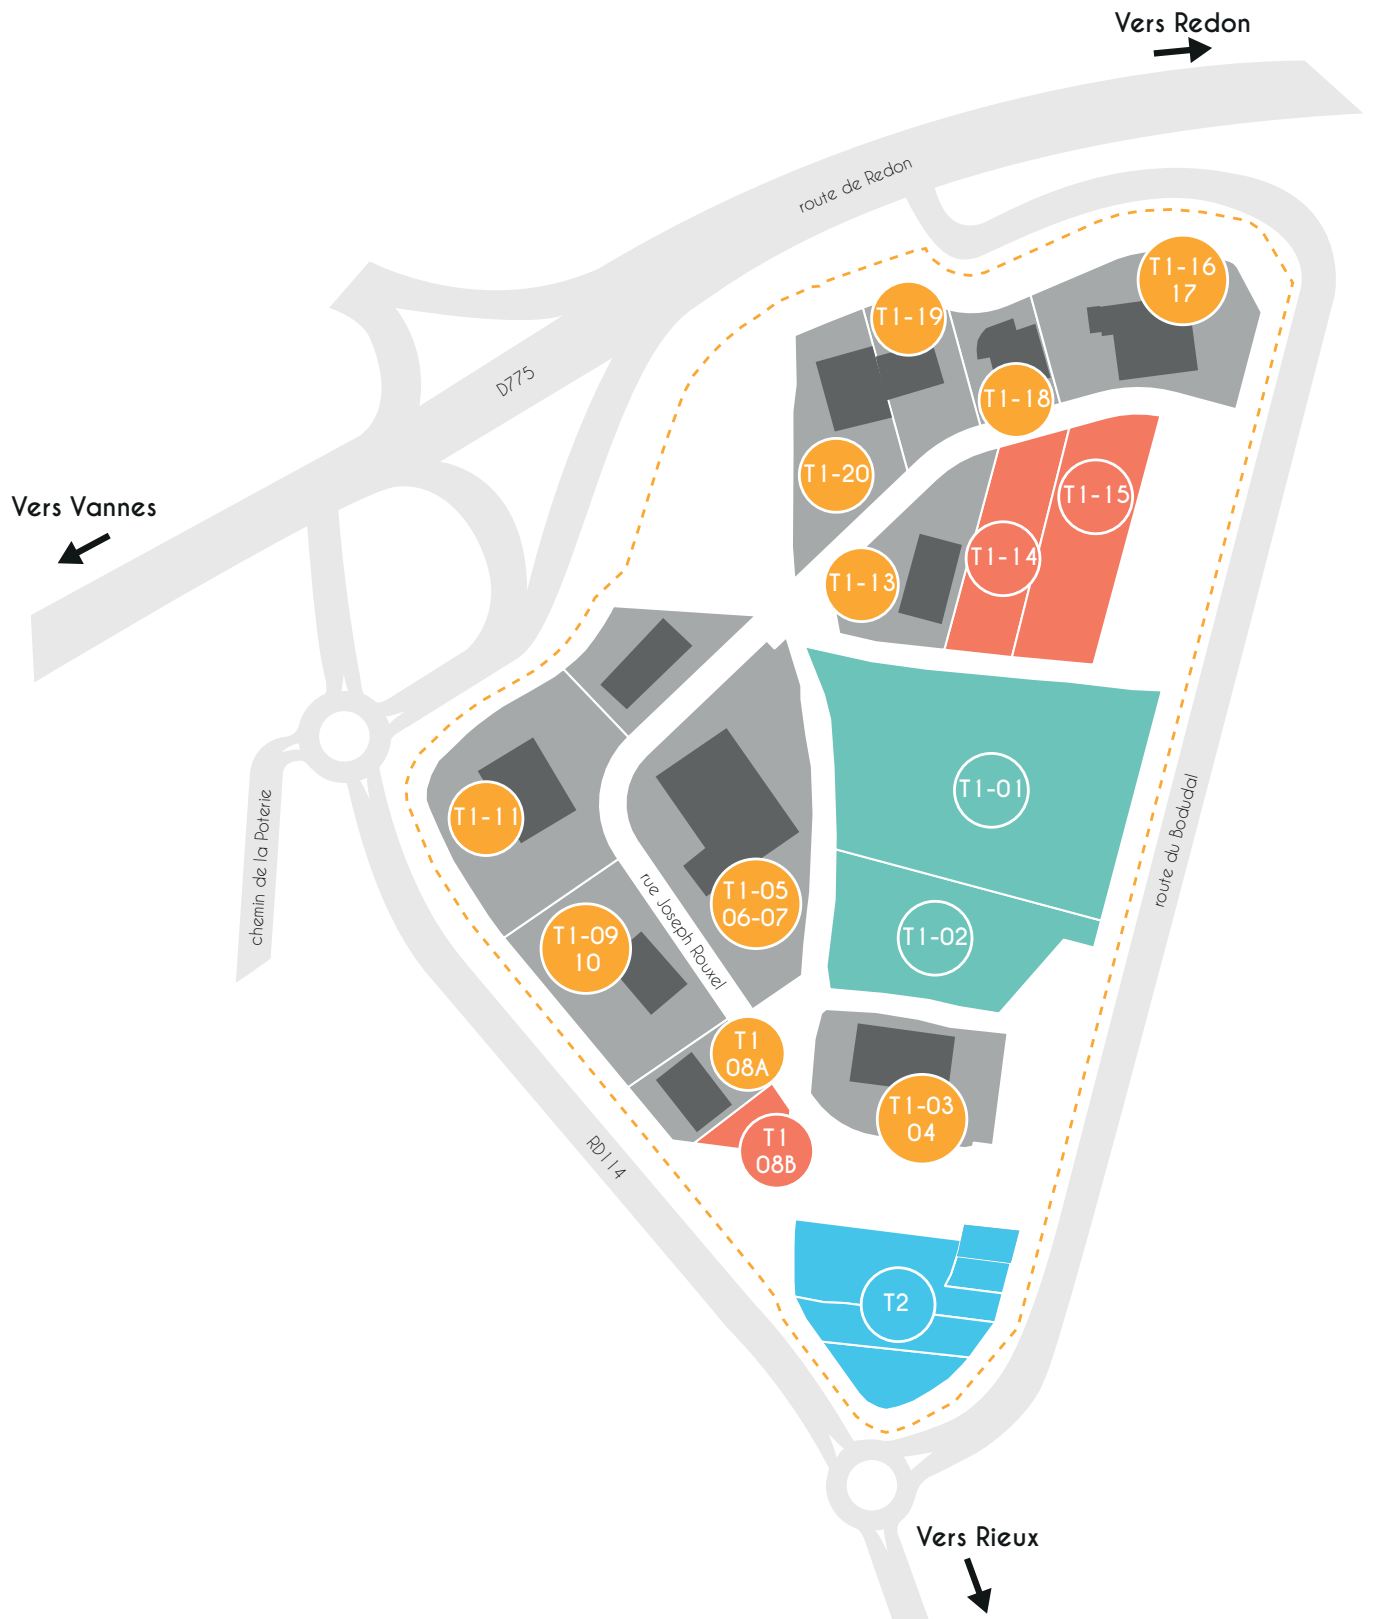 Vers Redon
route de Redon
T1-16
17
T1-19
D775
T1-18
T1-20
T1-15
Vers Vannes
T1-14
T1-13
T1-01
T1-11
chemin de la Poterie
route du Bodudal
rue Joseph Rouxel
T1-05
06-07
T1-02
T1-09
10
T1
08A
T1-03
04
RD114
T1
08B
T2
Vers Rieux